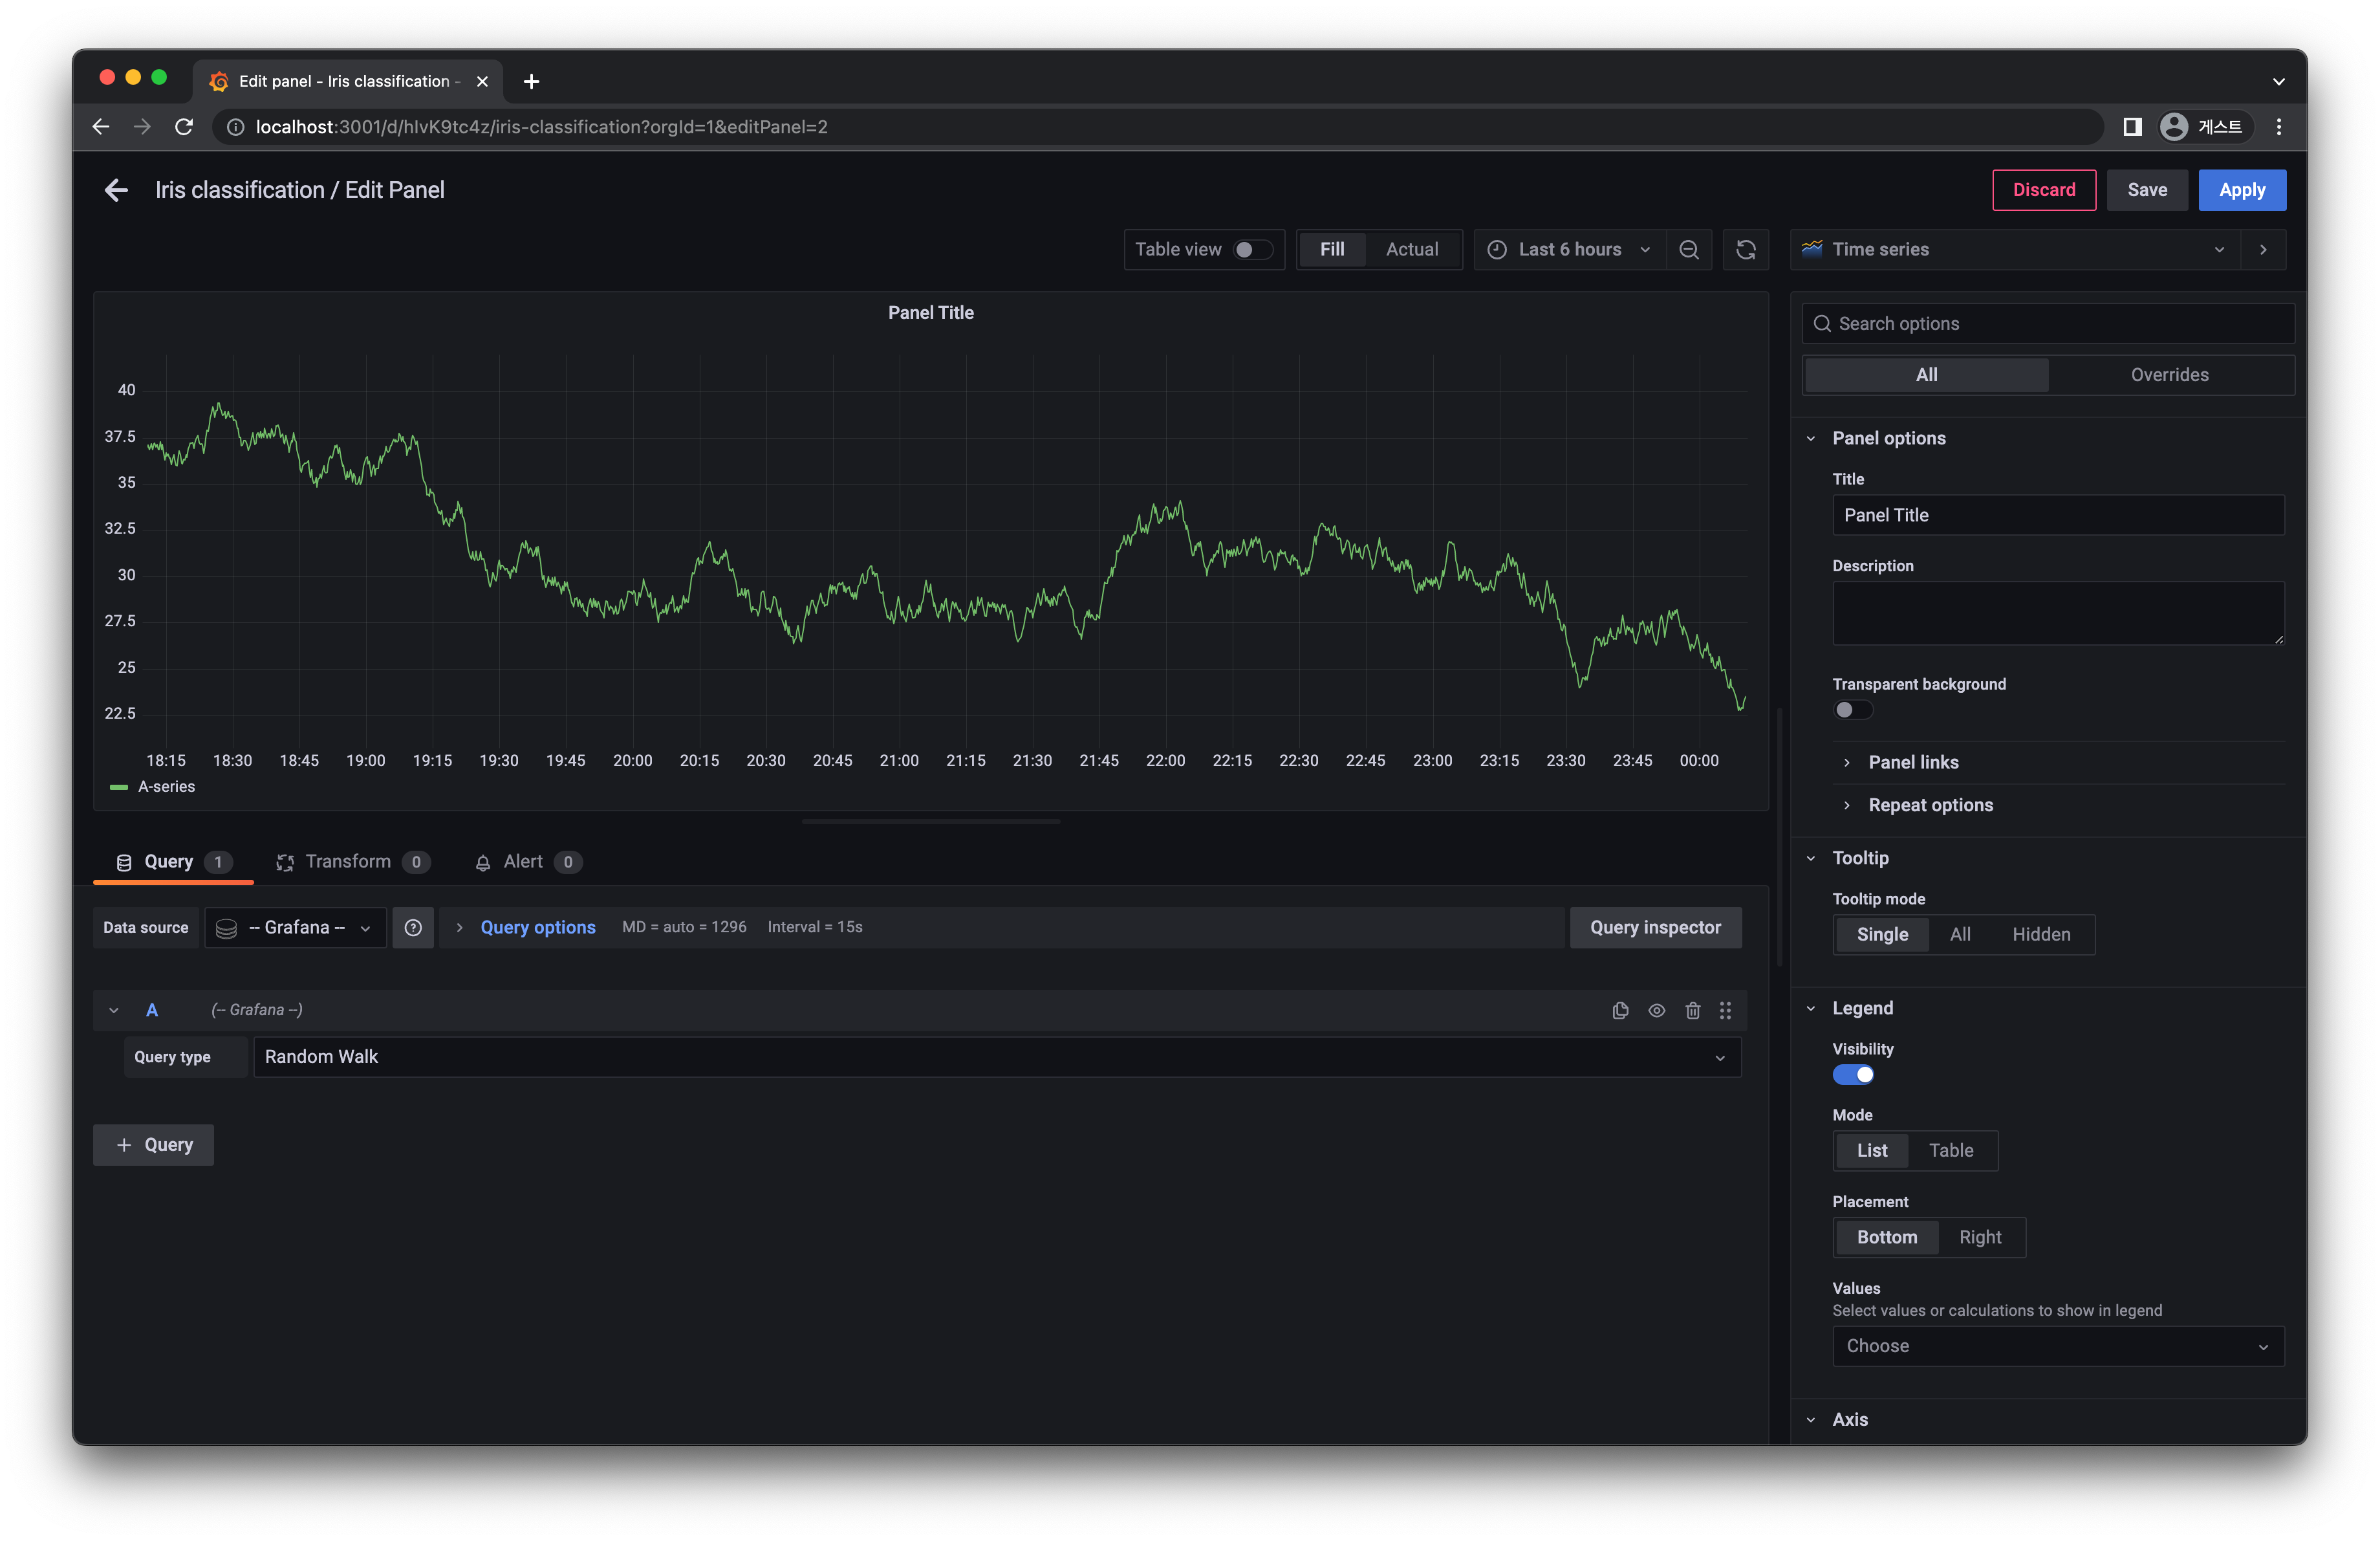 Edit panel - Iris classification -
localhost:3001/d/hIvK9tc4z/iris-classification?orgId=1&editPanel=2
게스트
Iris classification / Edit Panel
Discard
Save
Apply
Table view
Fill
Actual
Last 6 hours
Time series
Panel Title
40
37.5
35
32.5
30
27.5
25
22.5
18:15 18:30 18:45 19:00 19:15 19:30 19:45 20:00 20:15 20:30 20:45 21:00 21:15 21:30 21:45 22:00 22:15 22:30 22:45 23:00 23:15 23:30 23:45 00:00
A-series
Query 1
Transform 0
Alert 0
Data source
-- Grafana --
Query options
MD = auto = 1296
Interval = 15s
Query inspector
A
(-- Grafana --)
Query type
Random Walk
+ Query
Search options
All
Overrides
Panel options
Title
Panel Title
Description
Transparent background
Panel links
Repeat options
Tooltip
Tooltip mode
Single
All
Hidden
Legend
Visibility
Mode
List
Table
Placement
Bottom
Right
Values
Select values or calculations to show in legend
Choose
Axis